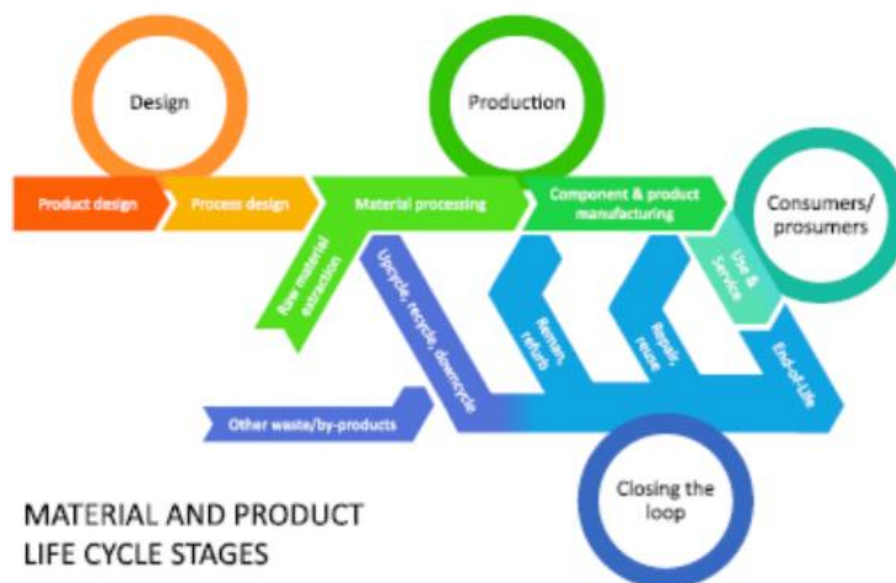 Design
Production
Consumers/
prosumers
Product design
Process design
Material processing
Component & product
manufacturing
Use &
Service
Raw material
extraction
Upcycle, recycle, downcycle
Reman,
refurb
Repair,
reuse
End-of-Life
Other waste/by-products
Closing the
loop
MATERIAL AND PRODUCT
LIFE CYCLE STAGES